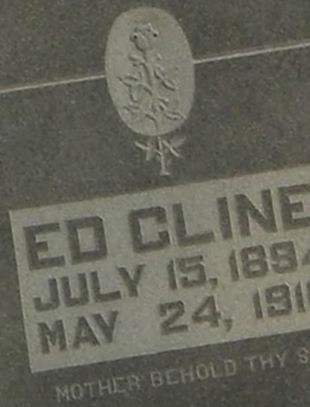 ED CLINE
JULY 15, 189
MAY 24, 191
MOTHER BEHOLD THY S